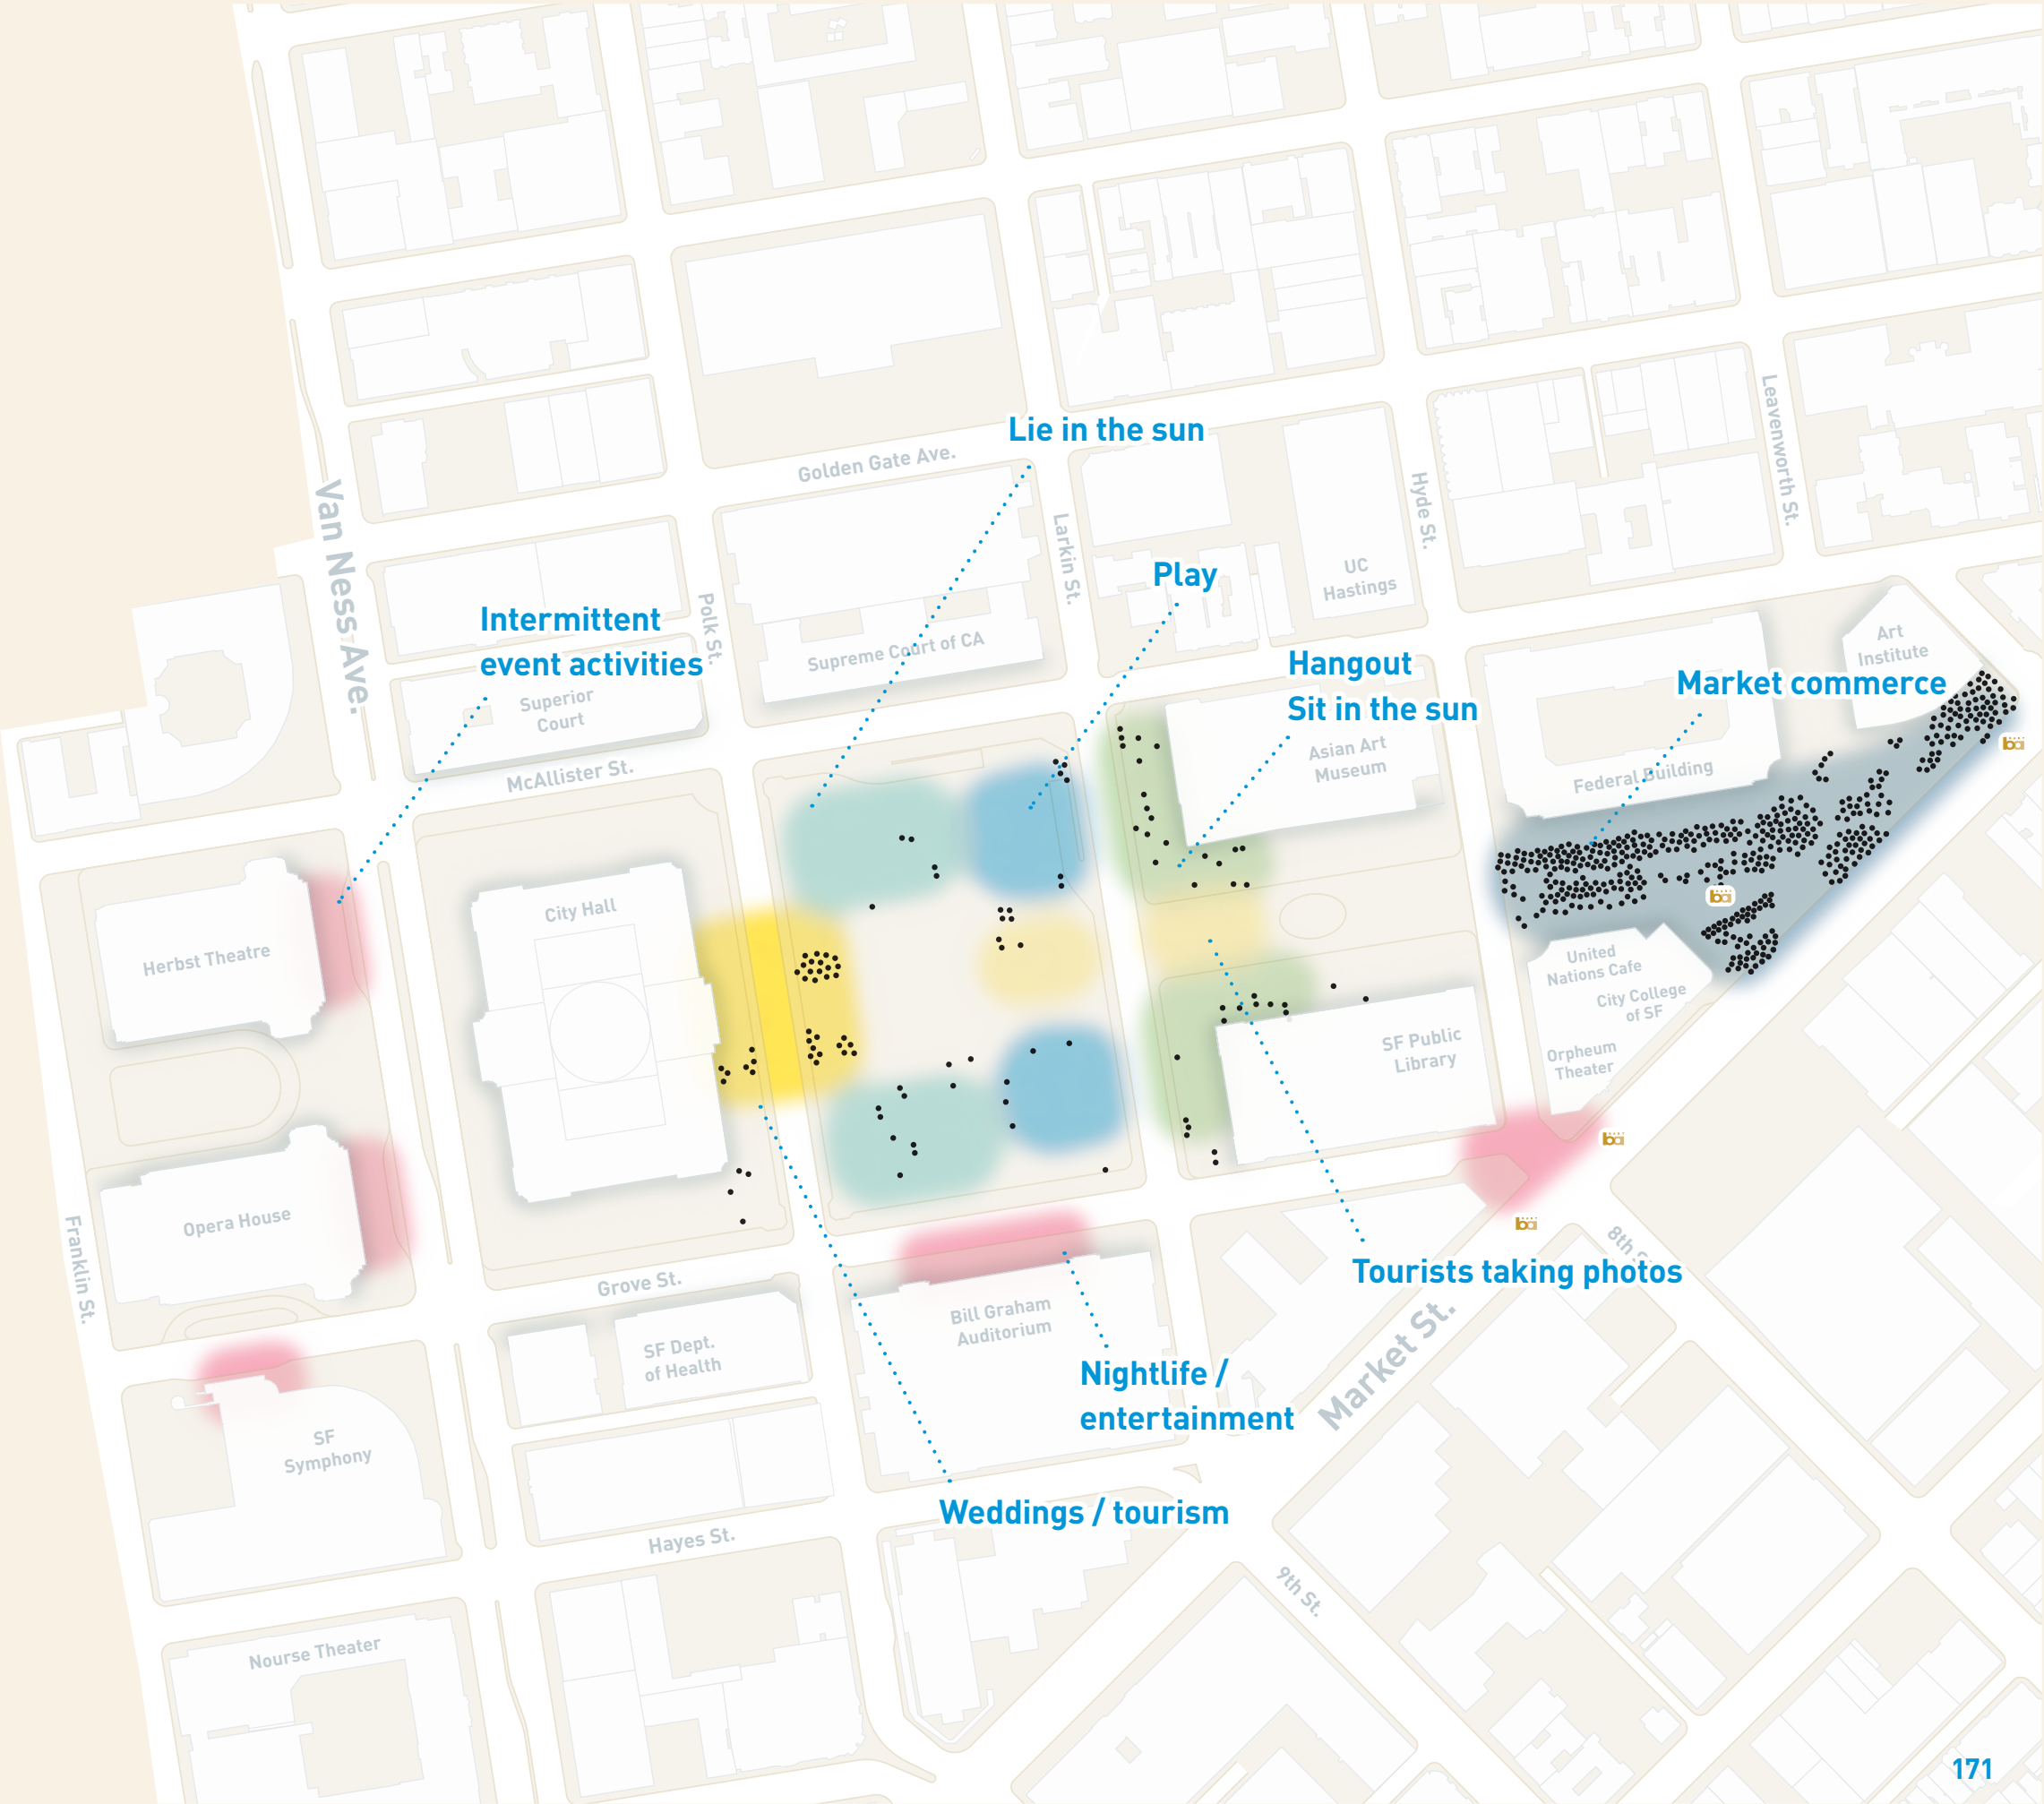 Lie in the sun
Golden Gate Ave.
Leavenworth St.
Hyde St.
Larkin St.
Van Ness Ave.
Polk St.
UC
Hastings
Play
Intermittent
event activities
Supreme Court of CA
Art
Institute
Hangout
Sit in the sun
Market commerce
Superior
Court
Asian Art
Museum
Federal Building
McAllister St.
ba
City Hall
ba
Herbst Theatre
United
Nations Cafe
City College
of SF
SF Public
Library
Orpheum
Theater
ba
Opera House
ba
Franklin St.
8th S
Tourists taking photos
Grove St.
Bill Graham
Auditorium
SF Dept.
of Health
Market St.
Nightlife /
entertainment
SF
Symphony
Weddings / tourism
Hayes St.
9th St.
Nourse Theater
171